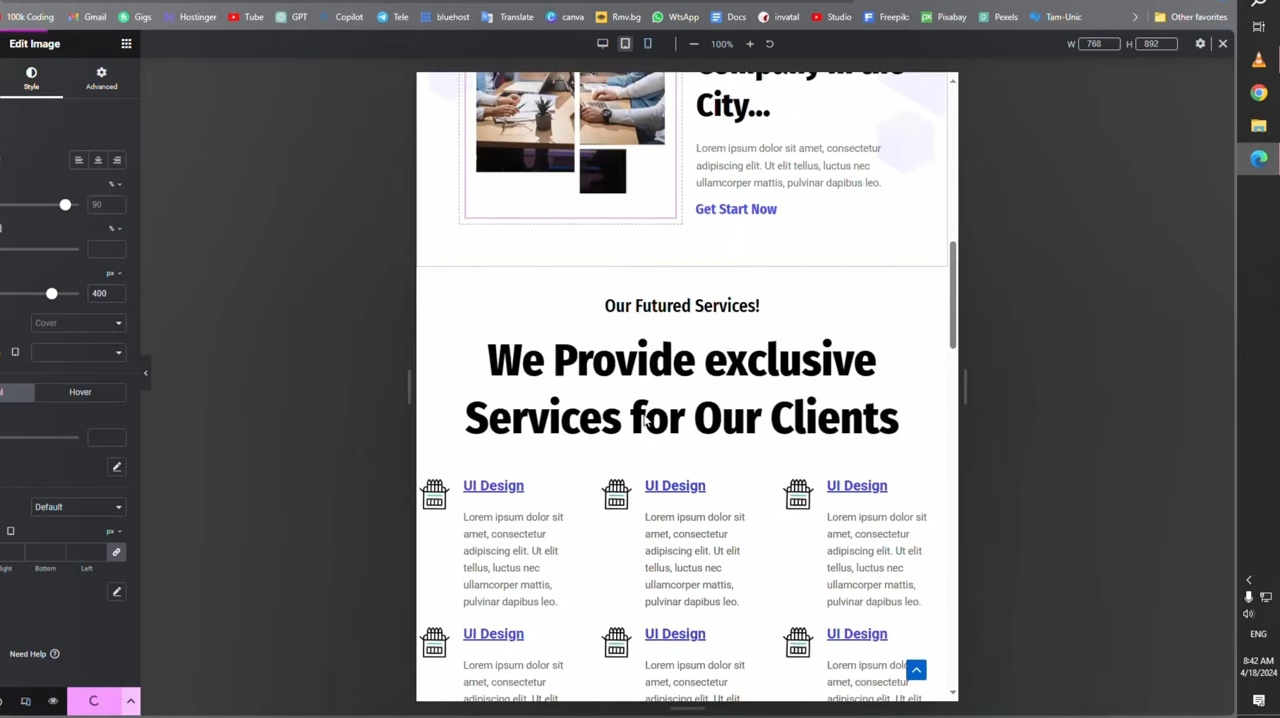 100k Coding Gmail Gigs Hostinger Tube GPT Copilot Tele bluehost Translate canva Rmv.bg WtsApp Docs invatal Studio Freepik: Pixabay Pexels Tam-Unic Other favorites
Edit Image
100%
W 768 H 892
Style Advanced
City...
Lorem ipsum dolor sit amet, consectetur
adipiscing elit. Ut elit tellus, luctus nec
ullamcorper mattis, pulvinar dapibus leo.
Get Start Now
%
90
%
px
400
Cover
Hover
Default
px
Bottom Left
Need Help
Our Futured Services!
We Provide exclusive
Services for Our Clients
UI Design
Lorem ipsum dolor sit
amet, consectetur
adipiscing elit. Ut elit
tellus, luctus nec
ullamcorper mattis,
pulvinar dapibus leo.
UI Design
Lorem ipsum dolor sit
amet, consectetur
adipiscing elit. Ut elit
tellus, luctus nec
ullamcorper mattis,
pulvinar dapibus leo.
UI Design
Lorem ipsum dolor sit
amet, consectetur
adipiscing elit. Ut elit
tellus, luctus nec
ullamcorper mattis,
pulvinar dapibus leo.
UI Design
Lorem ipsum dolor sit
amet, consectetur
UI Design
Lorem ipsum dolor sit
amet, consectetur
UI Design
Lorem ipsum dolor sit
amet, consectetur
ENG
8:42 AM
4/18/2024